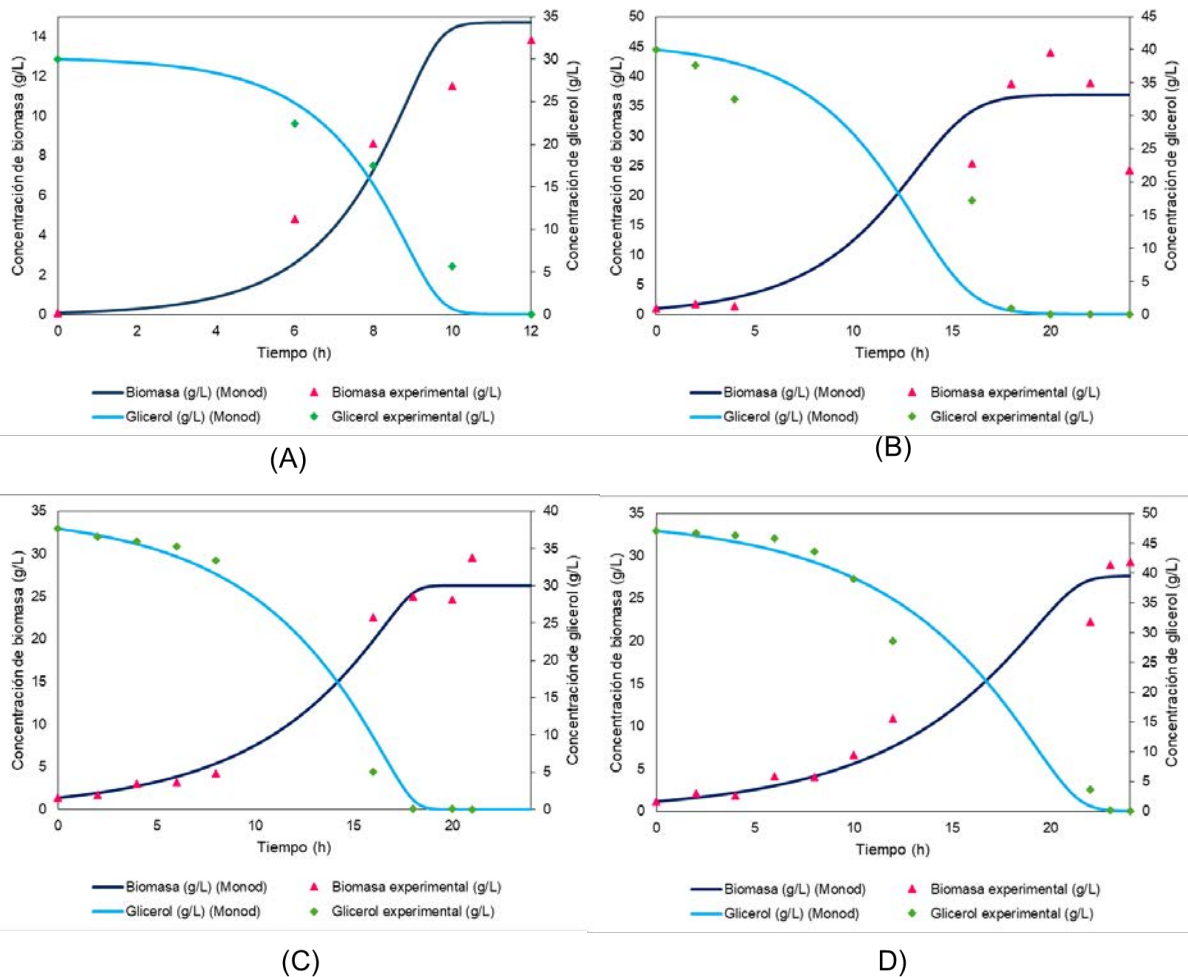 14
12
10
8
6
4
2
0
35
30
25
20
15
10
5
0
0 2 4 6 8 10 12
Concentración de biomasa (g/L)
Concentración de glicerol (g/L)
Tiempo (h)
Biomasa (g/L) (Monod) Biomasa experimental (g/L)
Glicerol (g/L) (Monod) Glicerol experimental (g/L)
(A)
50
45
40
35
30
25
20
15
10
5
0
45
40
35
30
25
20
15
10
5
0
0 5 10 15 20
Concentración de biomasa (g/L)
Concentración de glicerol (g/L)
Tiempo (h)
Biomasa (g/L) (Monod) Biomasa experimental (g/L)
Glicerol (g/L) (Monod) Glicerol experimental (g/L)
(B)
35
30
25
20
15
10
5
0
40
35
30
25
20
15
10
5
0
0 5 10 15 20
Concentración de biomasa (g/L)
Concentración de glicerol (g/L)
Tiempo (h)
Biomasa (g/L) (Monod) Biomasa experimental (g/L)
Glicerol (g/L) (Monod) Glicerol experimental (g/L)
(C)
35
30
25
20
15
10
5
0
50
45
40
35
30
25
20
15
10
5
0
0 5 10 15 20
Concentración de biomasa (g/L)
Concentración de glicerol (g/L)
Tiempo (h)
Biomasa (g/L) (Monod) Biomasa experimental (g/L)
Glicerol (g/L) (Monod) Glicerol experimental (g/L)
D)